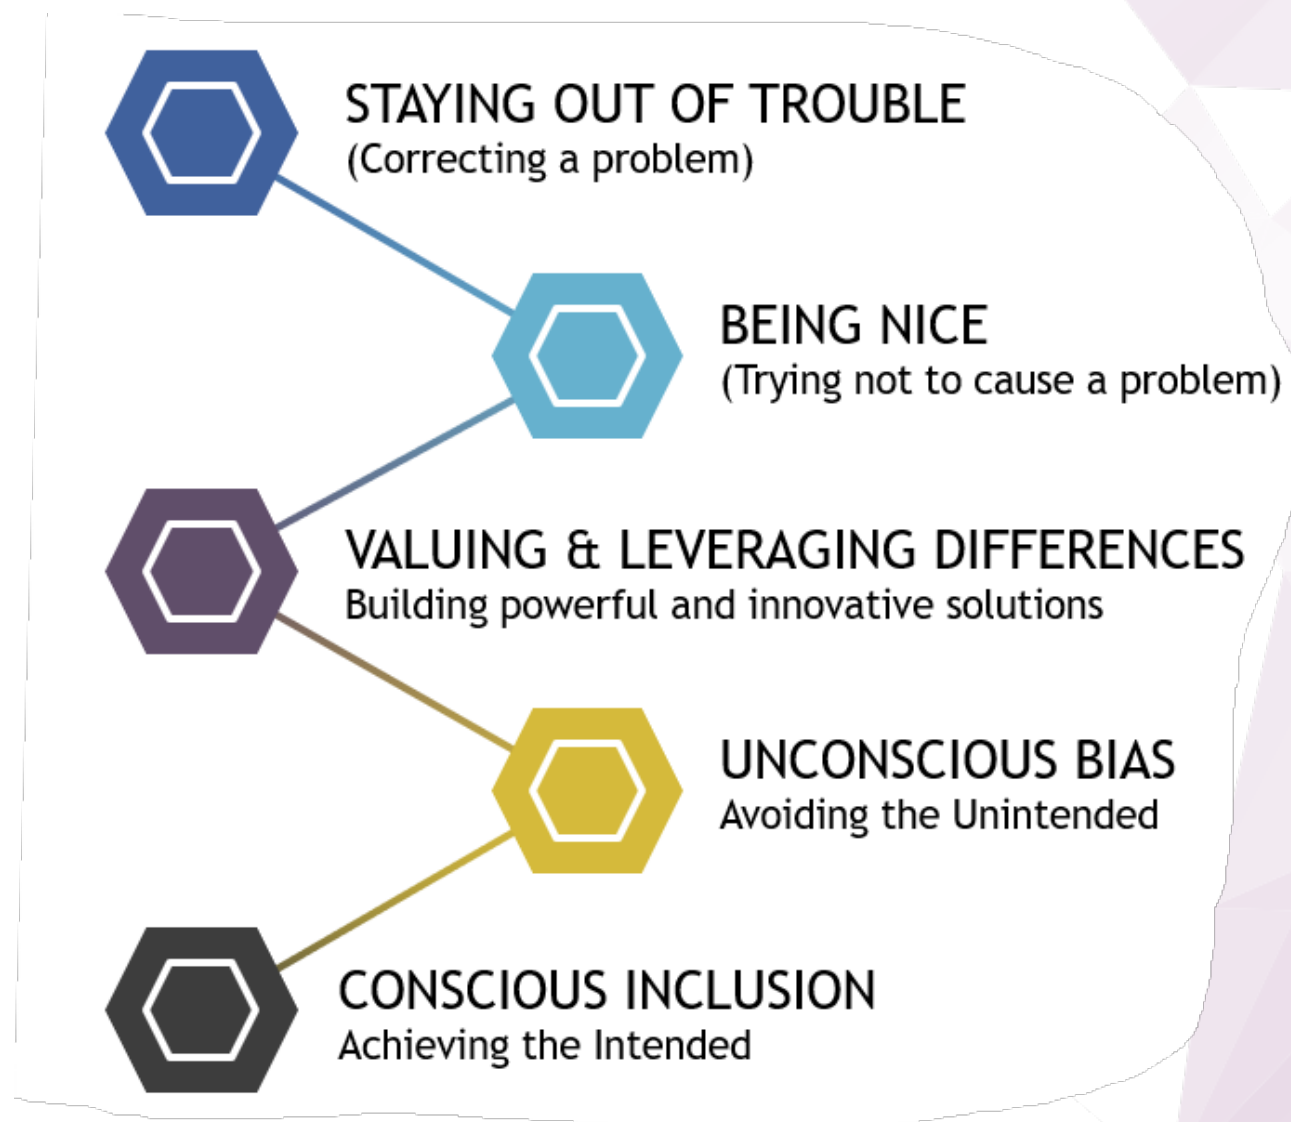 STAYING OUT OF TROUBLE
(Correcting a problem)
BEING NICE
(Trying not to cause a problem)
VALUING & LEVERAGING DIFFERENCES
Building powerful and innovative solutions
UNCONSCIOUS BIAS
Avoiding the Unintended
CONSCIOUS INCLUSION
Achieving the Intended